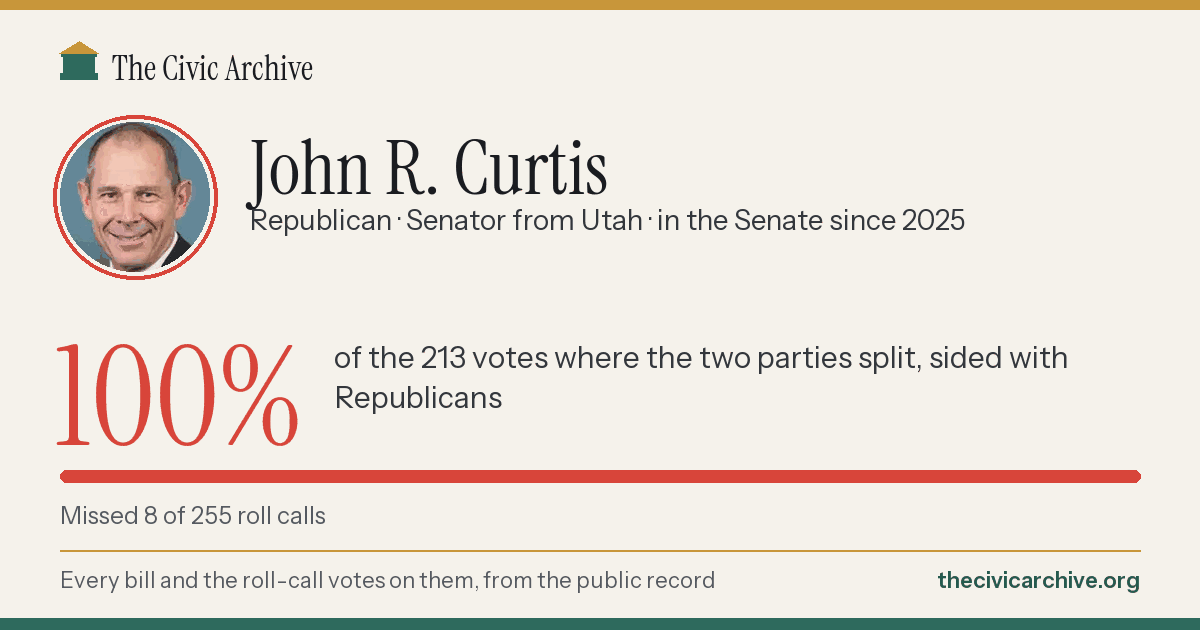 The Civic Archive
John R. Curtis
Republican · Senator from Utah · in the Senate since 2025
100%
of the 213 votes where the two parties split, sided with
Republicans
Missed 8 of 255 roll calls
Every bill and the roll-call votes on them, from the public record
thecivicarchive.org